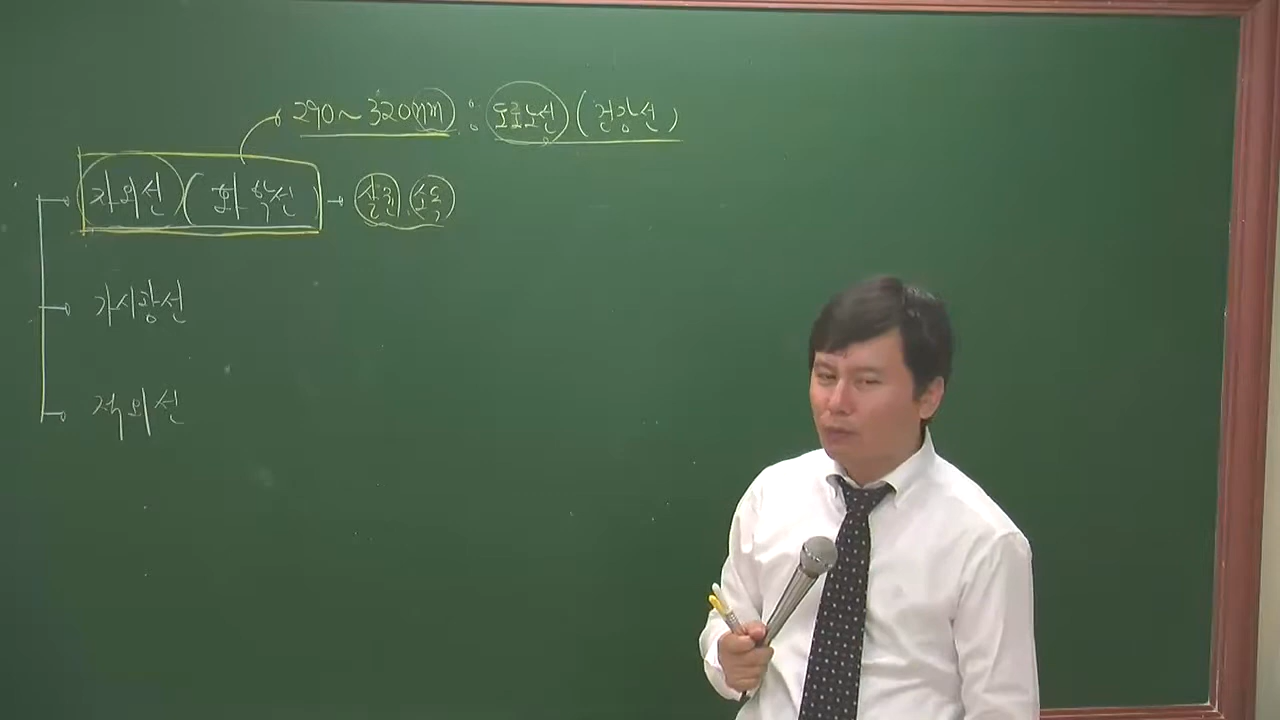 290~320nm : 도르노선 (건강선)
자외선 (화학선) → 살균, 소독
가시광선
적외선